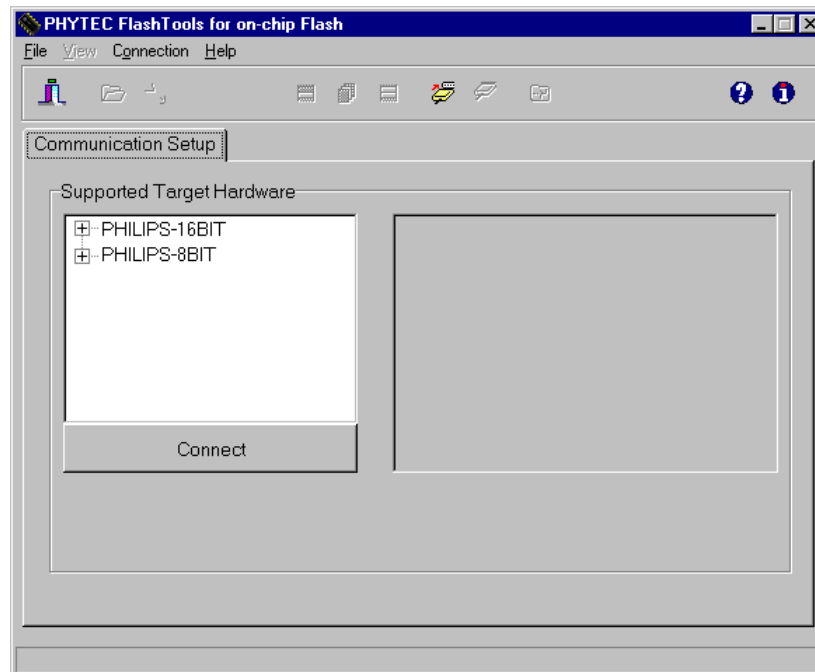 PHYTEC FlashTools for on-chip Flash
File View Connection Help
Communication Setup
Supported Target Hardware
PHILIPS-16BIT
PHILIPS-8BIT
Connect